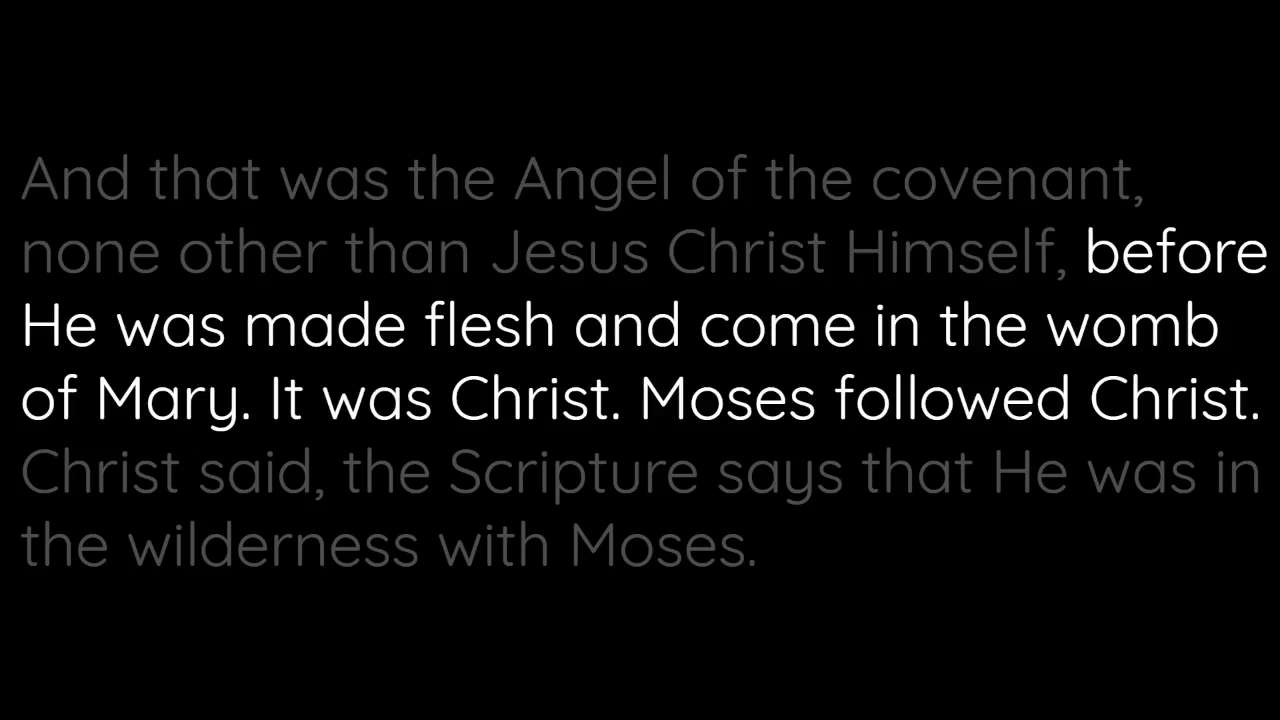 And that was the Angel of the covenant,
none other than Jesus Christ Himself, before
He was made flesh and come in the womb
of Mary. It was Christ. Moses followed Christ.
Christ said, the Scripture says that He was in
the wilderness with Moses.